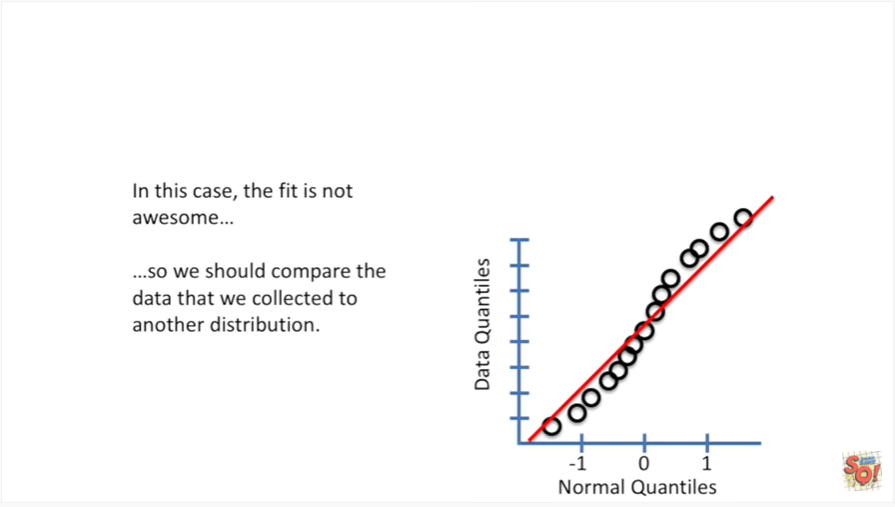 In this case, the fit is not
awesome...
...so we should compare the
data that we collected to
another distribution.
Data Quantiles
-1 0 1
Normal Quantiles
SO!